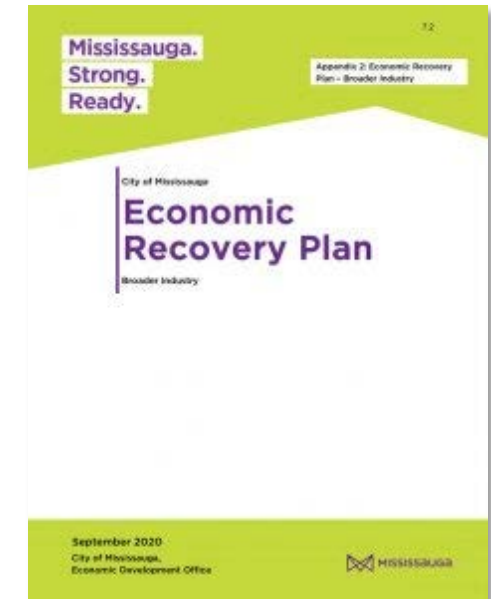 7.2
Mississauga.
Strong.
Ready.
Appendix 2: Economic Recovery
Plan - Broader Industry
City of Mississauga
Economic
Recovery Plan
Broader Industry
September 2020
City of Mississauga,
Economic Development Office
MISSISSAUGA